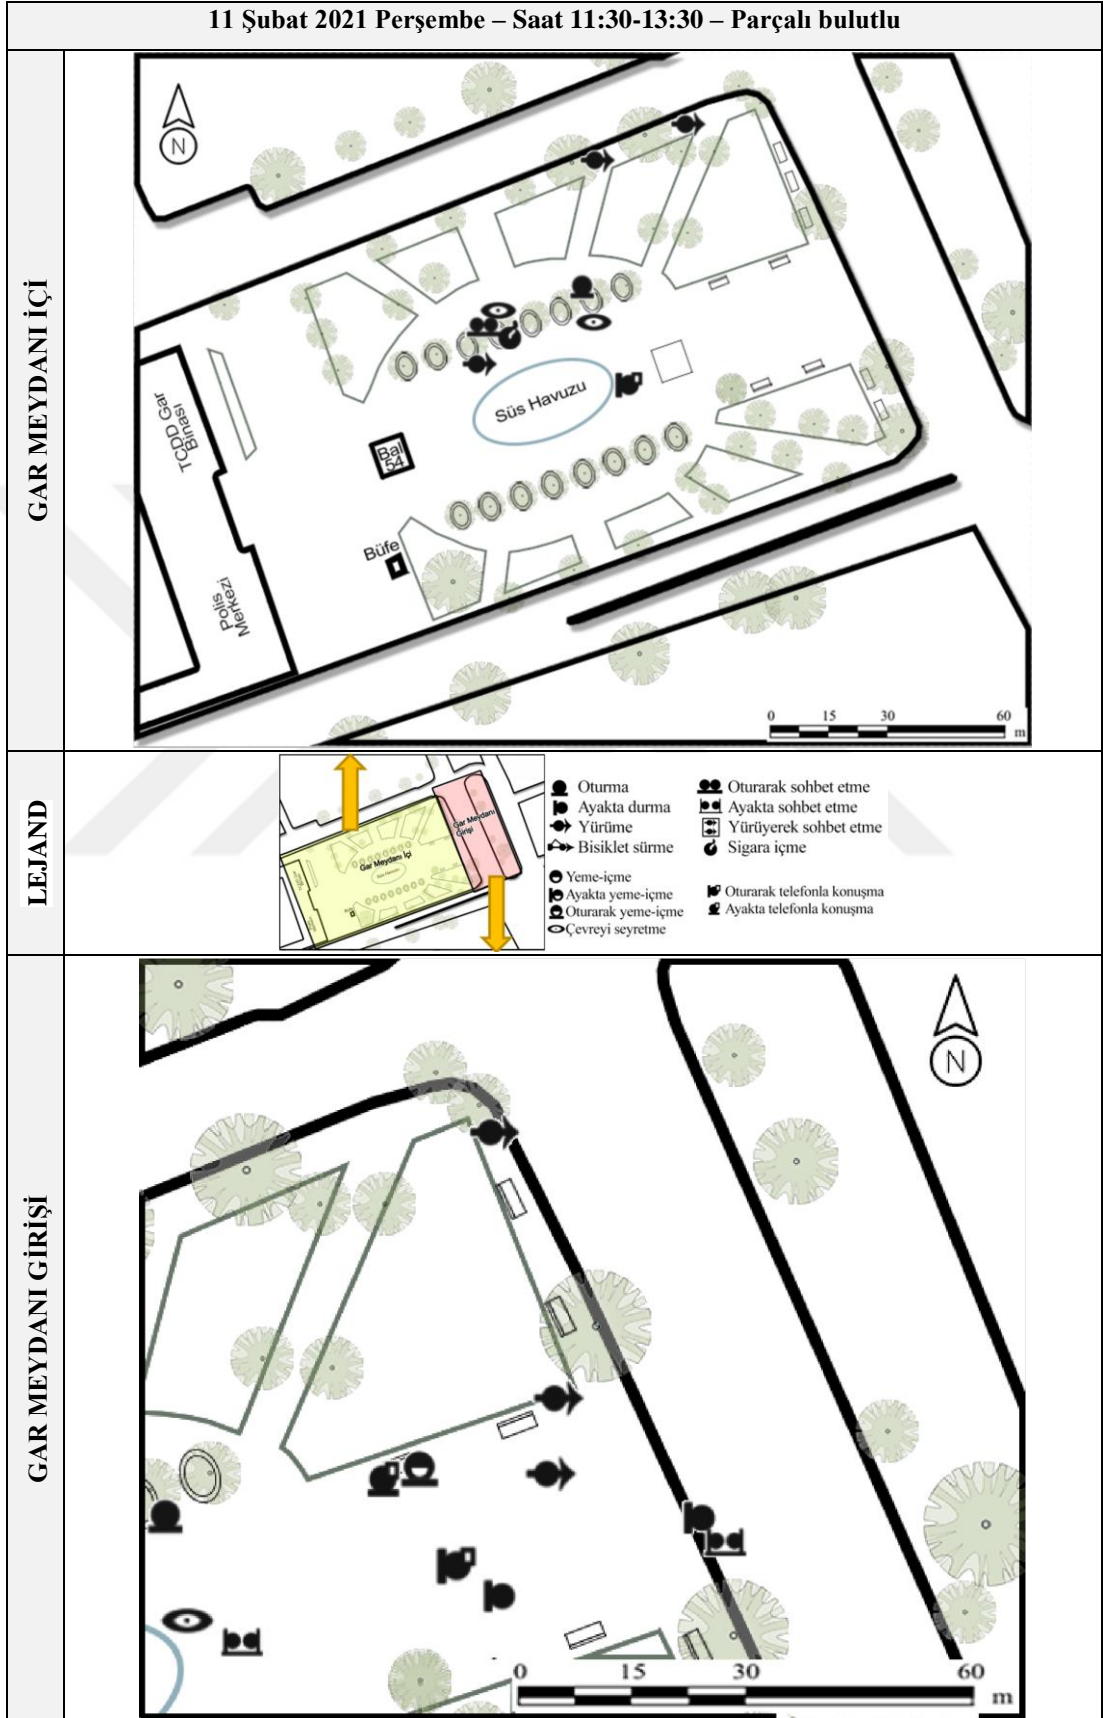 11 Şubat 2021 Perşembe – Saat 11:30-13:30 – Parçalı bulutlu
GAR MEYDANI İÇİ
N
TCDD Gar
Binası
Süs Havuzu
Bal
54
Büfe
Polis
Merkezi
0 15 30 60
m
LEJAND
Gar Meydanı
Girişi
Gar Meydanı İçi
Süs Havuzu
Oturma
Ayakta durma
Yürüme
Bisiklet sürme
Yeme-içme
Ayakta yeme-içme
Oturarak yeme-içme
Çevreyi seyretme
Oturarak sohbet etme
Ayakta sohbet etme
Yürüyerek sohbet etme
Sigara içme
Oturarak telefonla konuşma
Ayakta telefonla konuşma
GAR MEYDANI GİRİŞİ
N
0 15 30 60
m